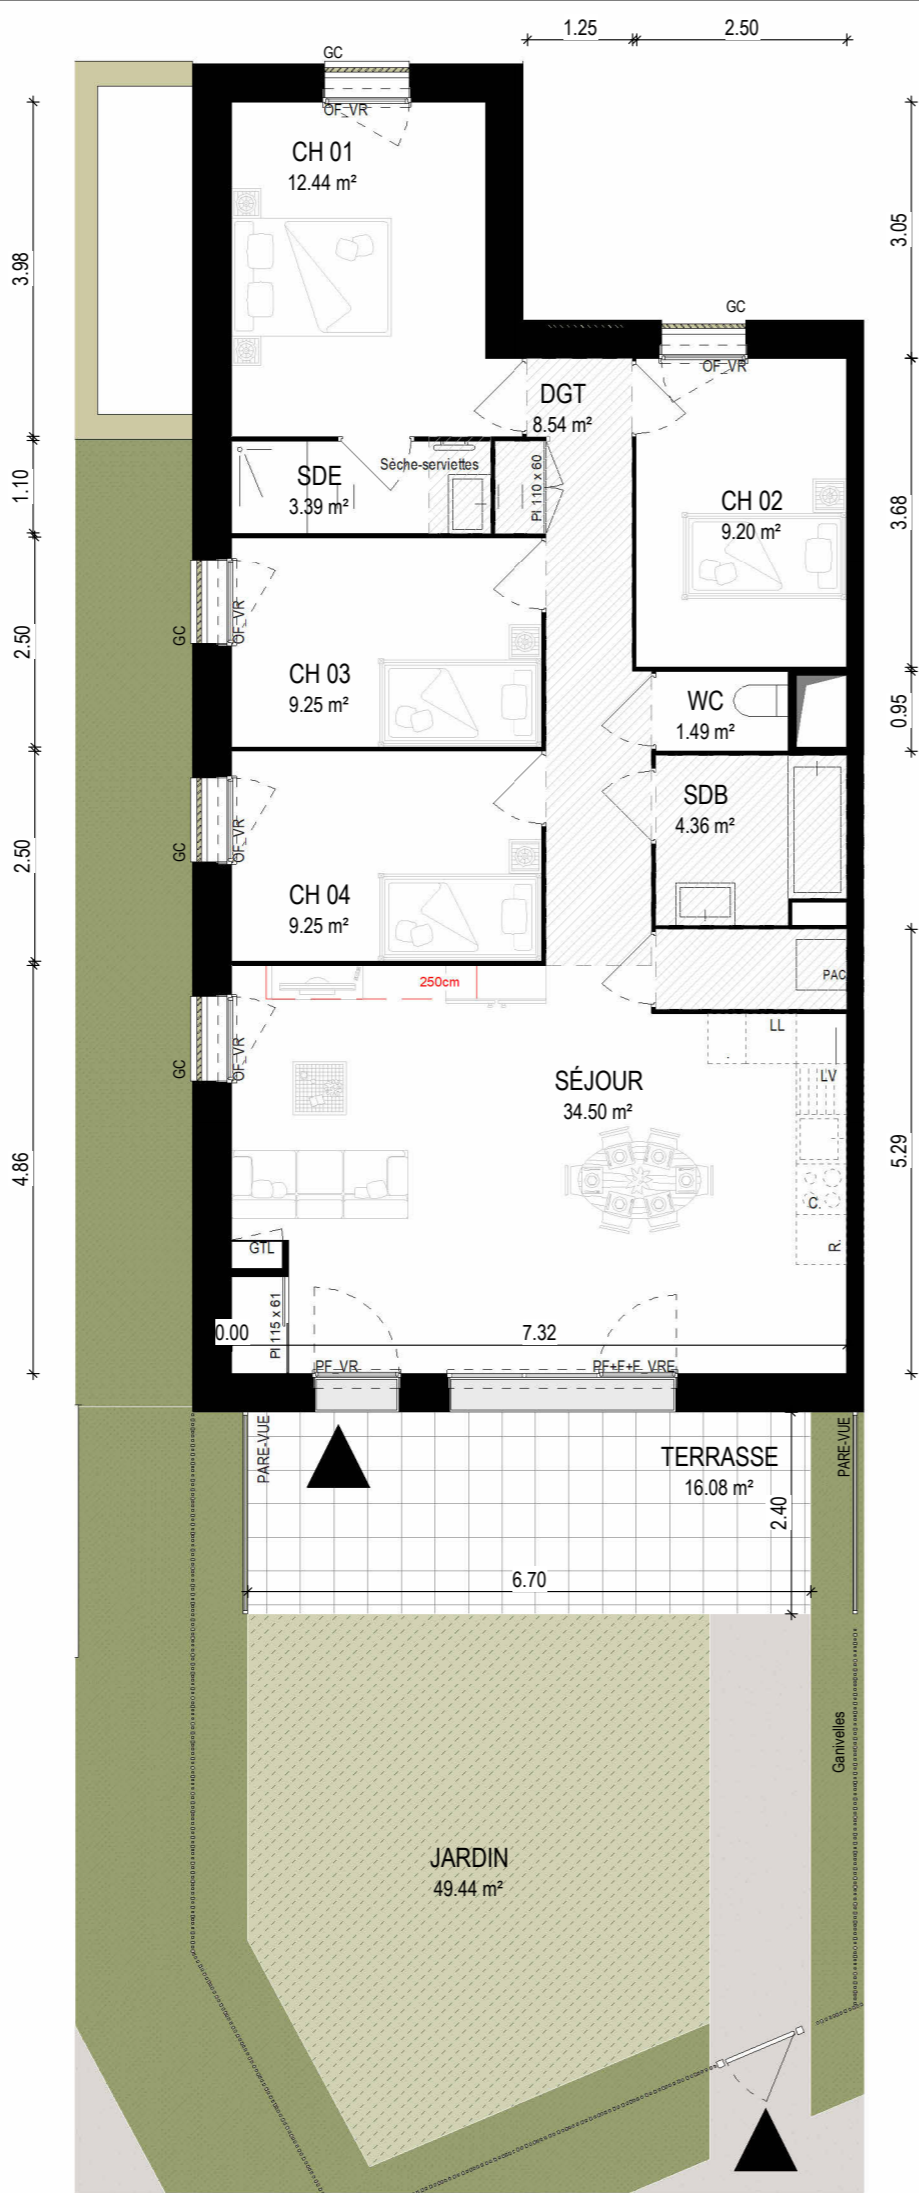 1.25
2.50
GC
OF_VR
CH 01
12.44 m²
3.98
3.05
GC
OF_VR
DGT
8.54 m²
1.10
SDE
3.39 m²
Sèche-serviettes
PI 110 x 60
CH 02
9.20 m²
3.68
GC
OF_VR
2.50
CH 03
9.25 m²
WC
1.49 m²
0.95
GC
OF_VR
2.50
CH 04
9.25 m²
SDB
4.36 m²
PAC
250cm
GC
OF_VR
LL
LV
SÉJOUR
34.50 m²
4.86
5.29
C.
R.
GTL
PI 115 x 61
0.00
7.32
PF_VR
PF+F+F_VRE
PARE-VUE
TERRASSE
16.08 m²
PARE-VUE
2.40
6.70
Ganivelles
JARDIN
49.44 m²